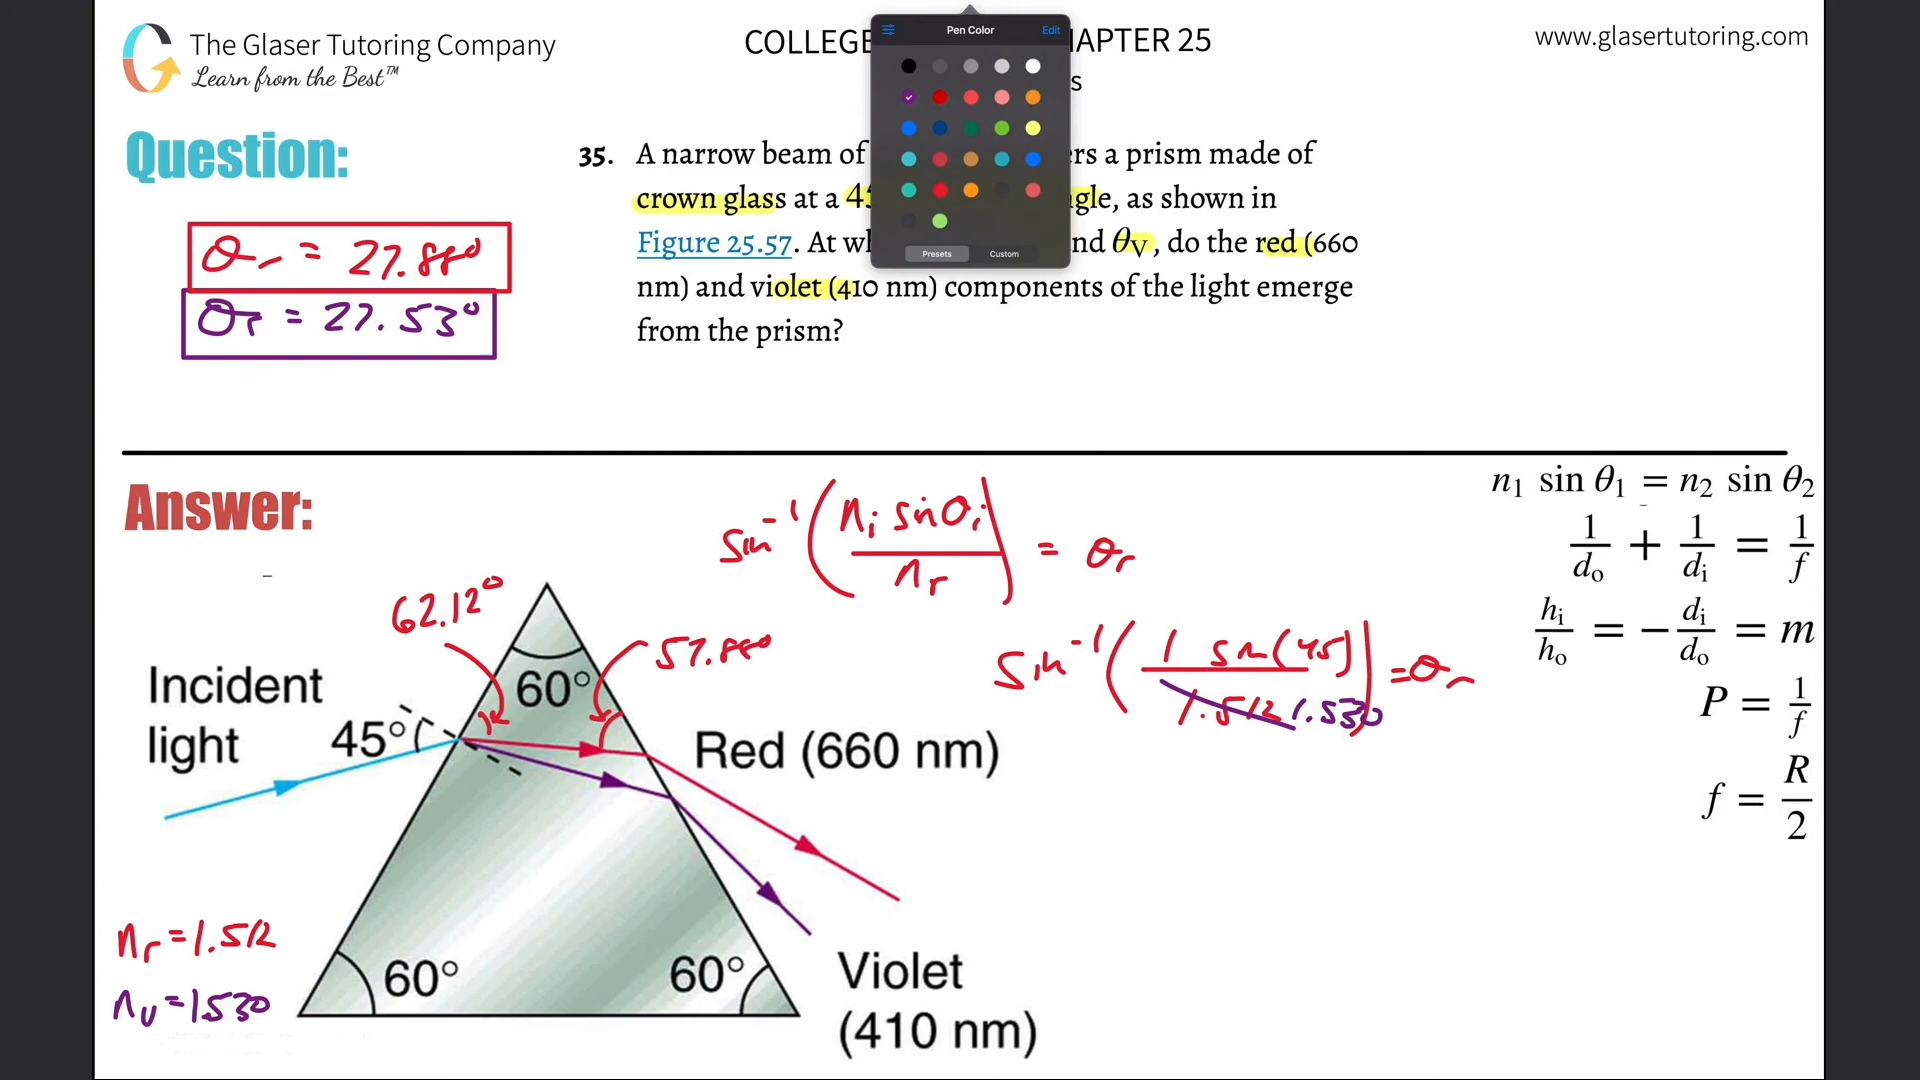 The Glaser Tutoring Company
Learn from the Best™
COLLEGE
APTER 25
s
www.glasertutoring.com
Pen Color
Edit
Presets
Custom
Question:
θr = 27.88°
θr = 27.53°
35. A narrow beam of ers a prism made of
crown glass at a 45 gle, as shown in
Figure 25.57. At wh nd θV, do the red (660
nm) and violet (410 nm) components of the light emerge
from the prism?
Answer:
sin⁻¹(ni sinθi / nr) = θr
sin⁻¹(1 sin(45) / 1.512 1.530) = θr
n1 sin θ1 = n2 sin θ2
1/do + 1/di = 1/f
hi/ho = −di/do = m
P = 1/f
f = R/2
62.12°
57.88°
60°
Incident
light
45°
Red (660 nm)
60°
60°
Violet
(410 nm)
nr = 1.512
nv = 1.530